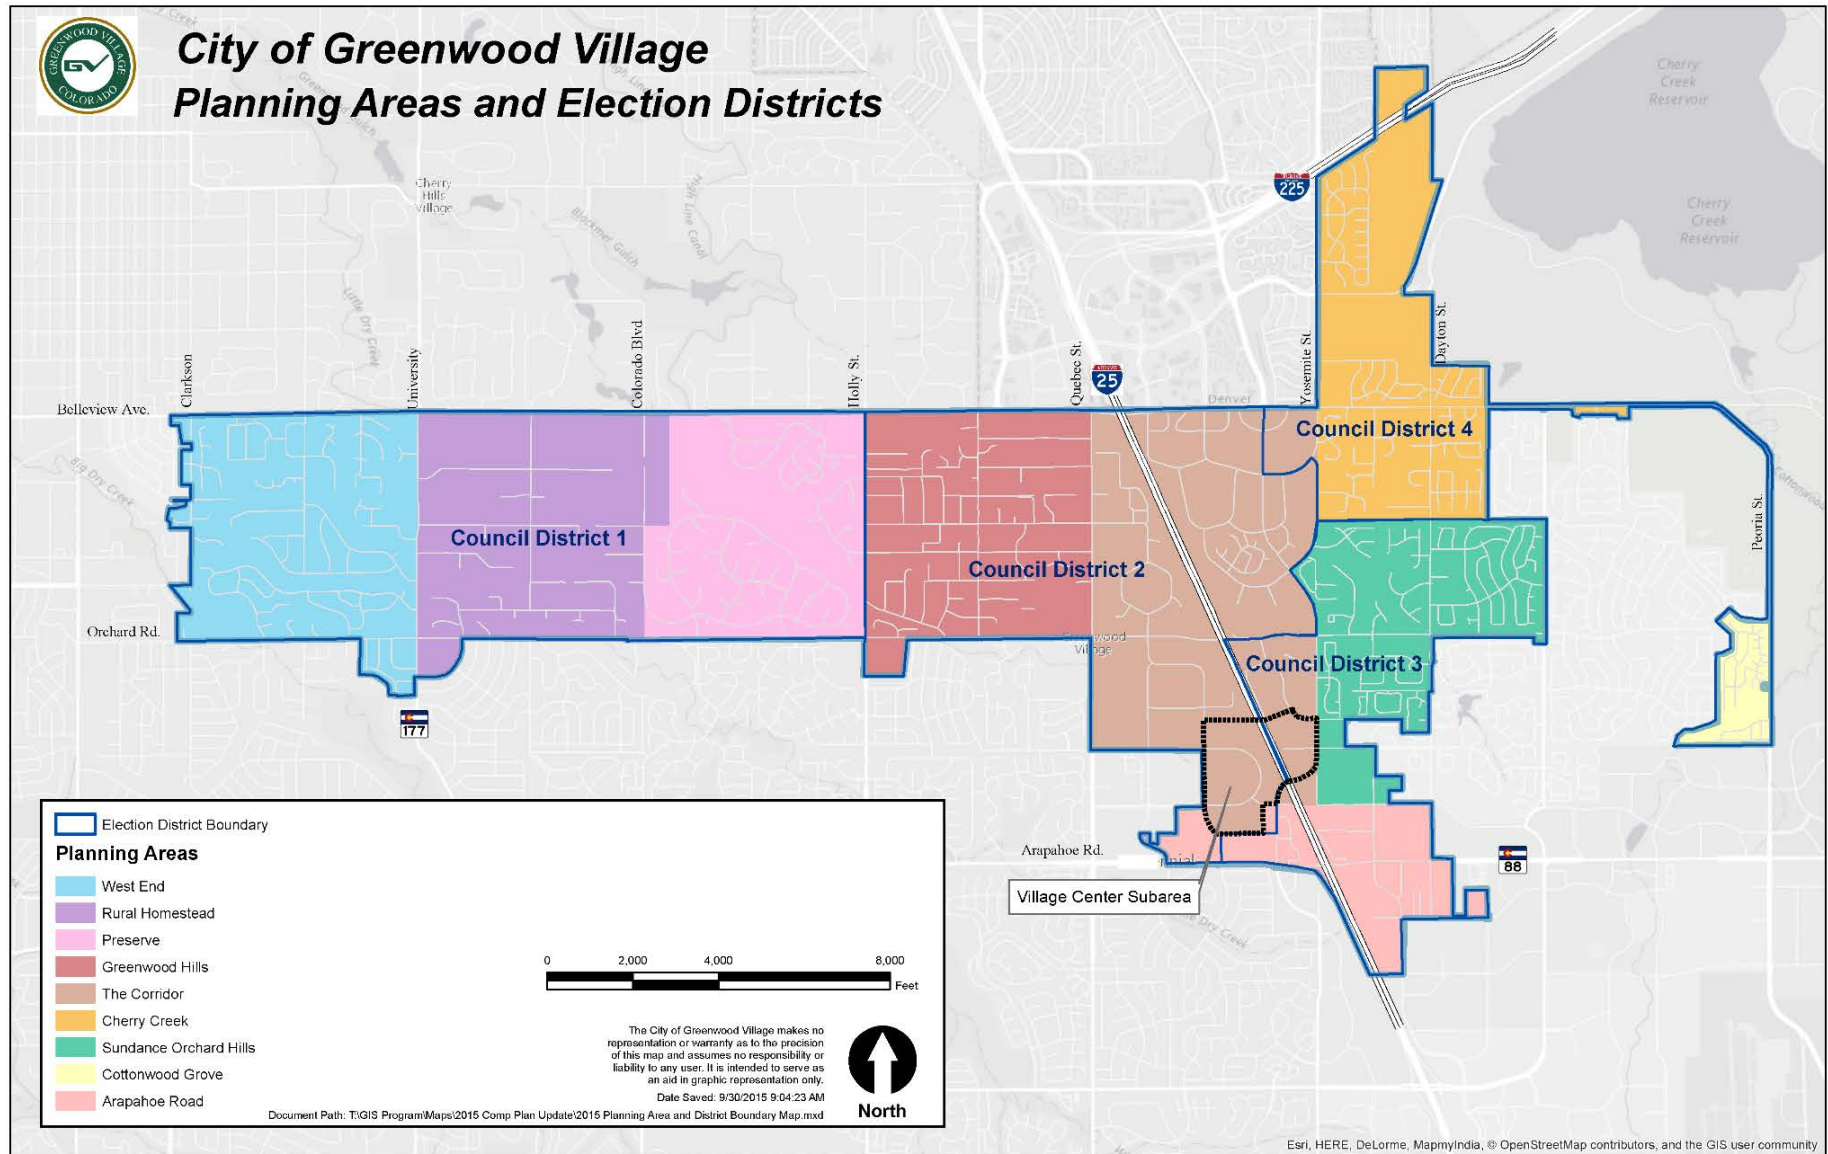 GREENWOOD VILLAGE
GV
COLORADO
City of Greenwood Village
Planning Areas and Election Districts
Cherry
Creek
Reservoir
Cherry
Creek
Reservoir
225
Cherry
Hills
Village
High Line Canal
Blackmer Gulch
Little Dry Creek
Big Dry Creek
Clarkson
University
Colorado Blvd
Holly St.
Quebec St.
25
Yosemite St.
Dayton St.
Peoria St.
Denver
Belleview Ave.
Orchard Rd.
Council District 4
Council District 1
Council District 2
Council District 3
Village
177
Arapahoe Rd.
88
Village Center Subarea
Dry Creek
Election District Boundary
Planning Areas
West End
Rural Homestead
Preserve
Greenwood Hills
The Corridor
Cherry Creek
Sundance Orchard Hills
Cottonwood Grove
Arapahoe Road
0 2,000 4,000 8,000
Feet
The City of Greenwood Village makes no
representation or warranty as to the precision
of this map and assumes no responsibility or
liability to any user. It is intended to serve as
an aid in graphic representation only.
Date Saved: 9/30/2015 9:04:23 AM
Document Path: T:\GIS Program\Maps\2015 Comp Plan Update\2015 Planning Area and District Boundary Map.mxd
North
Esri, HERE, DeLorme, MapmyIndia, © OpenStreetMap contributors, and the GIS user community